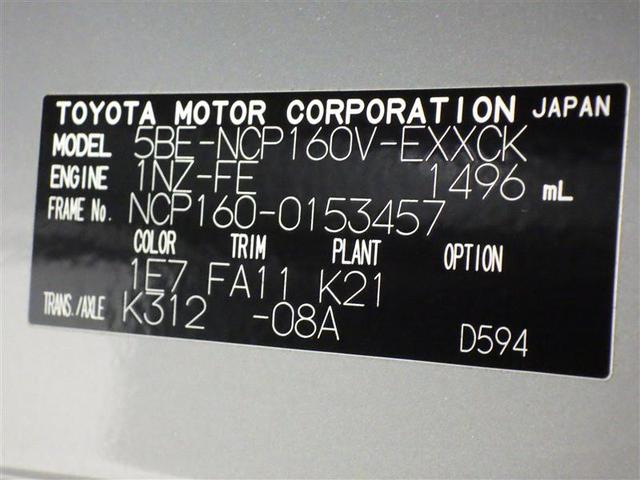 TOYOTA MOTOR CORPORATION JAPAN
MODEL 5BE-NCP160V-EXXCK
ENGINE 1NZ-FE 1496 mL
FRAME No. NCP160-0153457
COLOR TRIM PLANT OPTION
1E7 FA11 K21
TRANS./AXLE K312 -08A
D594